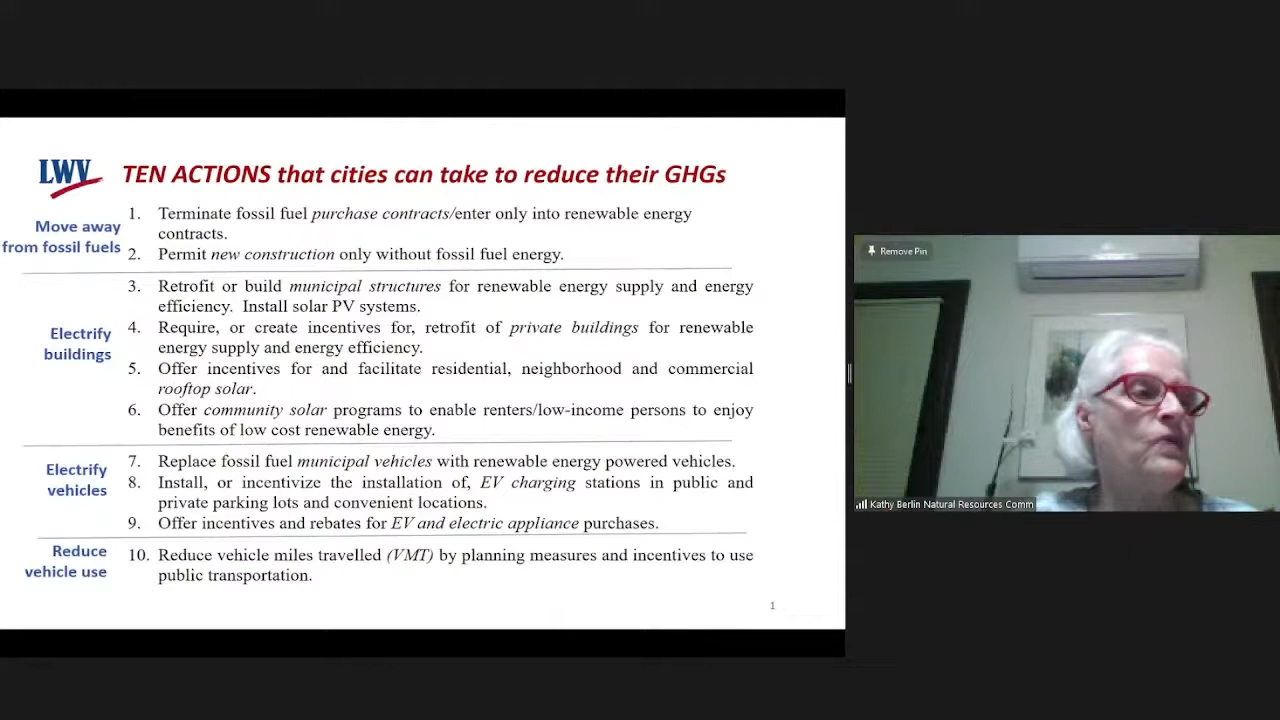 LWV
TEN ACTIONS that cities can take to reduce their GHGs
Move away
from fossil fuels
1. Terminate fossil fuel purchase contracts/enter only into renewable energy
contracts.
2. Permit new construction only without fossil fuel energy.
Electrify
buildings
3. Retrofit or build municipal structures for renewable energy supply and energy
efficiency. Install solar PV systems.
4. Require, or create incentives for, retrofit of private buildings for renewable
energy supply and energy efficiency.
5. Offer incentives for and facilitate residential, neighborhood and commercial
rooftop solar.
6. Offer community solar programs to enable renters/low-income persons to enjoy
benefits of low cost renewable energy.
Electrify
vehicles
7. Replace fossil fuel municipal vehicles with renewable energy powered vehicles.
8. Install, or incentivize the installation of, EV charging stations in public and
private parking lots and convenient locations.
9. Offer incentives and rebates for EV and electric appliance purchases.
Reduce
vehicle use
10. Reduce vehicle miles travelled (VMT) by planning measures and incentives to use
public transportation.
1
Remove Pin
Kathy Berlin Natural Resources Comm